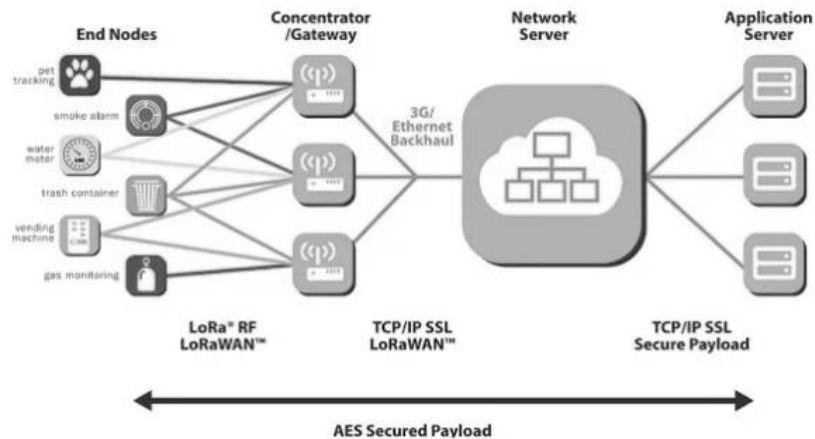 End Nodes
Concentrator
/Gateway
Network
Server
Application
Server
pet
tracking
smoke alarm
water
meter
trash container
vending
machine
gas monitoring
3G/
Ethernet
Backhaul
LoRa® RF
LoRaWAN™
TCP/IP SSL
LoRaWAN™
TCP/IP SSL
Secure Payload
AES Secured Payload